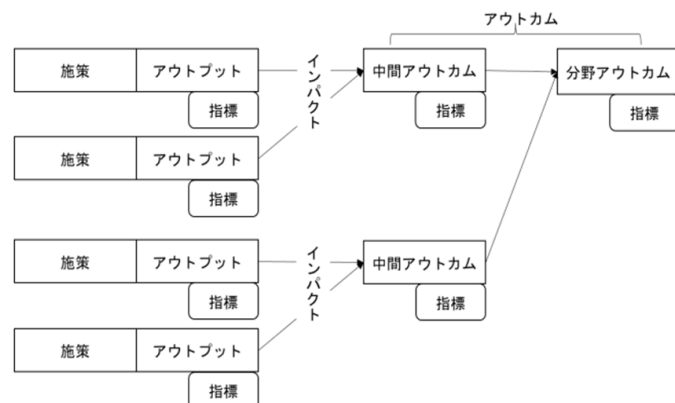 アウトカム
施策
アウトプット
指標
インパクト
中間アウトカム
指標
分野アウトカム
指標
施策
アウトプット
指標
施策
アウトプット
指標
インパクト
中間アウトカム
指標
施策
アウトプット
指標